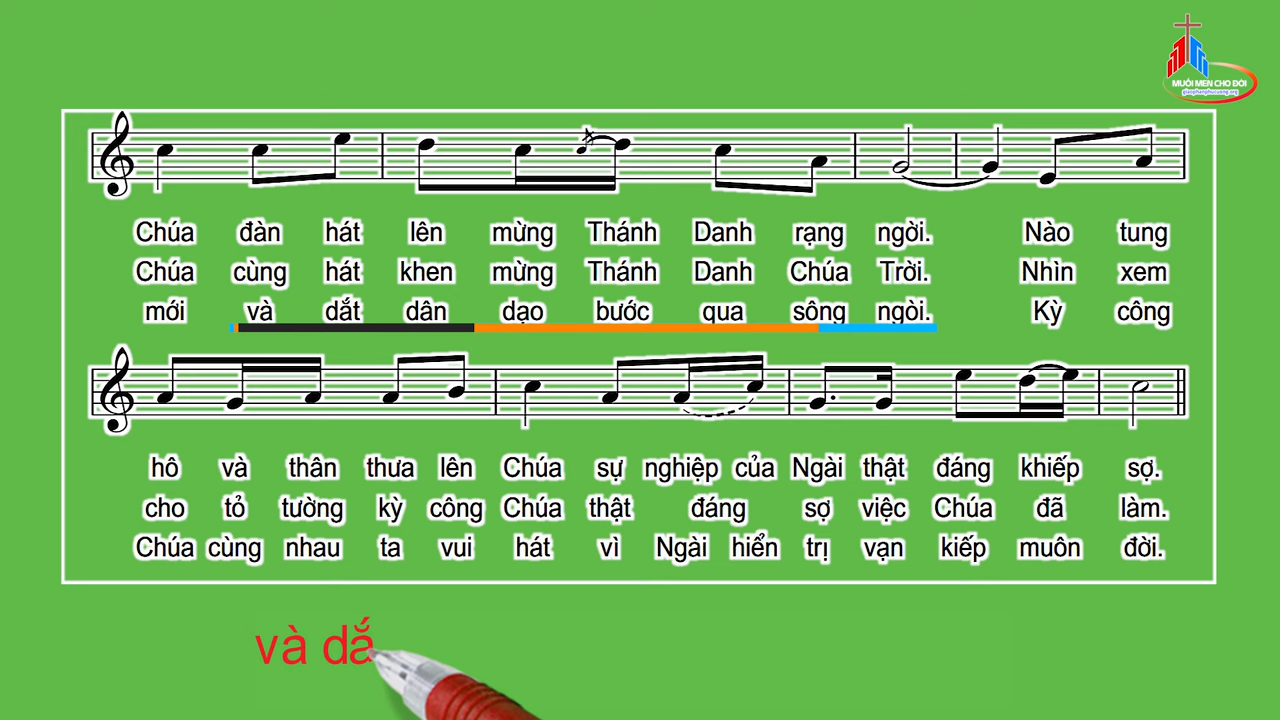 MUỐI MEN CHO ĐỜI
giaophanphucuong.org
Chúa đàn hát lên mừng Thánh Danh rạng ngời. Nào tung
Chúa cùng hát khen mừng Thánh Danh Chúa Trời. Nhìn xem
mới và dắt dân dạo bước qua sông ngòi. Kỳ công
hô và thân thưa lên Chúa sự nghiệp của Ngài thật đáng khiếp sợ.
cho tỏ tường kỳ công Chúa thật đáng sợ việc Chúa đã làm.
Chúa cùng nhau ta vui hát vì Ngài hiển trị vạn kiếp muôn đời.
và dắ